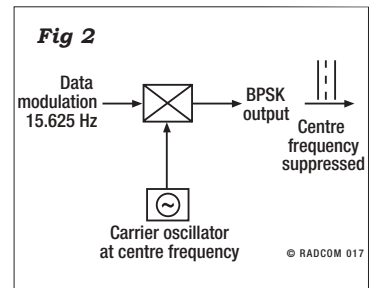 Fig 2
Data
modulation
15.625 Hz
BPSK
output
Centre
frequency
suppressed
Carrier oscillator
at centre frequency
© RADCOM 017